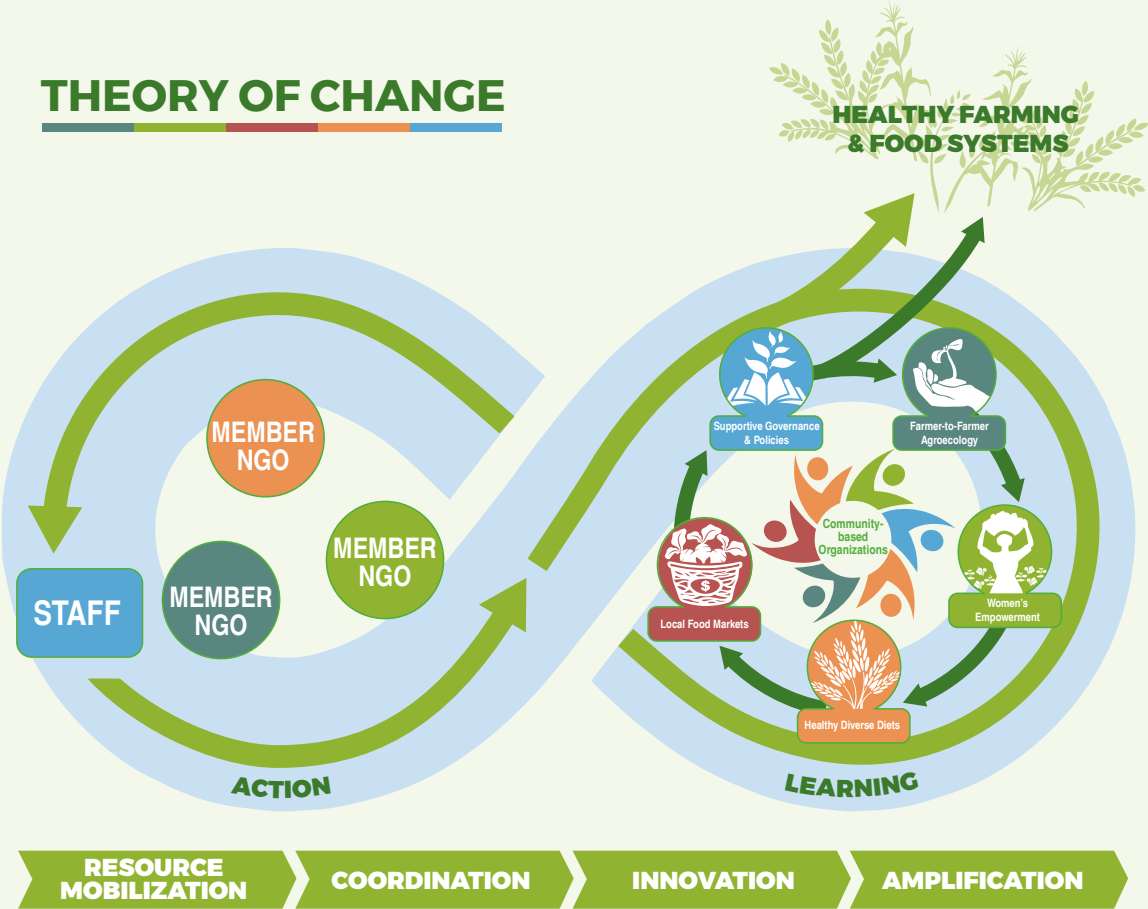 THEORY OF CHANGE
HEALTHY FARMING
& FOOD SYSTEMS
MEMBER
NGO
MEMBER
NGO
MEMBER
NGO
STAFF
ACTION
Supportive Governance
& Policies
Farmer-to-Farmer
Agroecology
Community-
based
Organizations
Women's
Empowerment
$
Local Food Markets
Healthy Diverse Diets
LEARNING
RESOURCE
MOBILIZATION
COORDINATION
INNOVATION
AMPLIFICATION